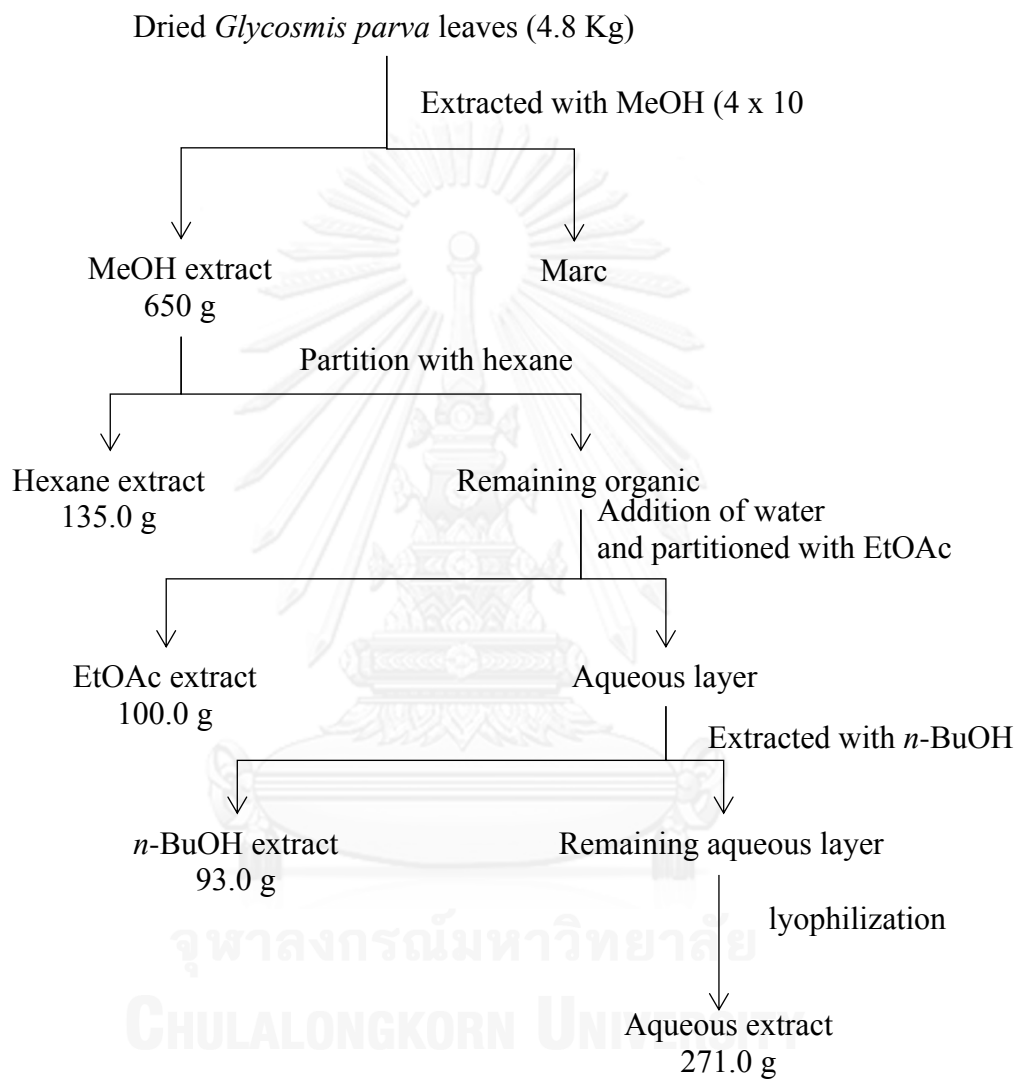 Dried Glycosmis parva leaves (4.8 Kg)
Extracted with MeOH (4 x 10
MeOH extract
650 g
Marc
Partition with hexane
Hexane extract
135.0 g
Remaining organic
Addition of water
and partitioned with EtOAc
EtOAc extract
100.0 g
Aqueous layer
Extracted with n-BuOH
n-BuOH extract
93.0 g
Remaining aqueous layer
lyophilization
จุฬาลงกรณ์มหาวิทยาลัย
CHULALONGKORN UNIVERSITY
Aqueous extract
271.0 g